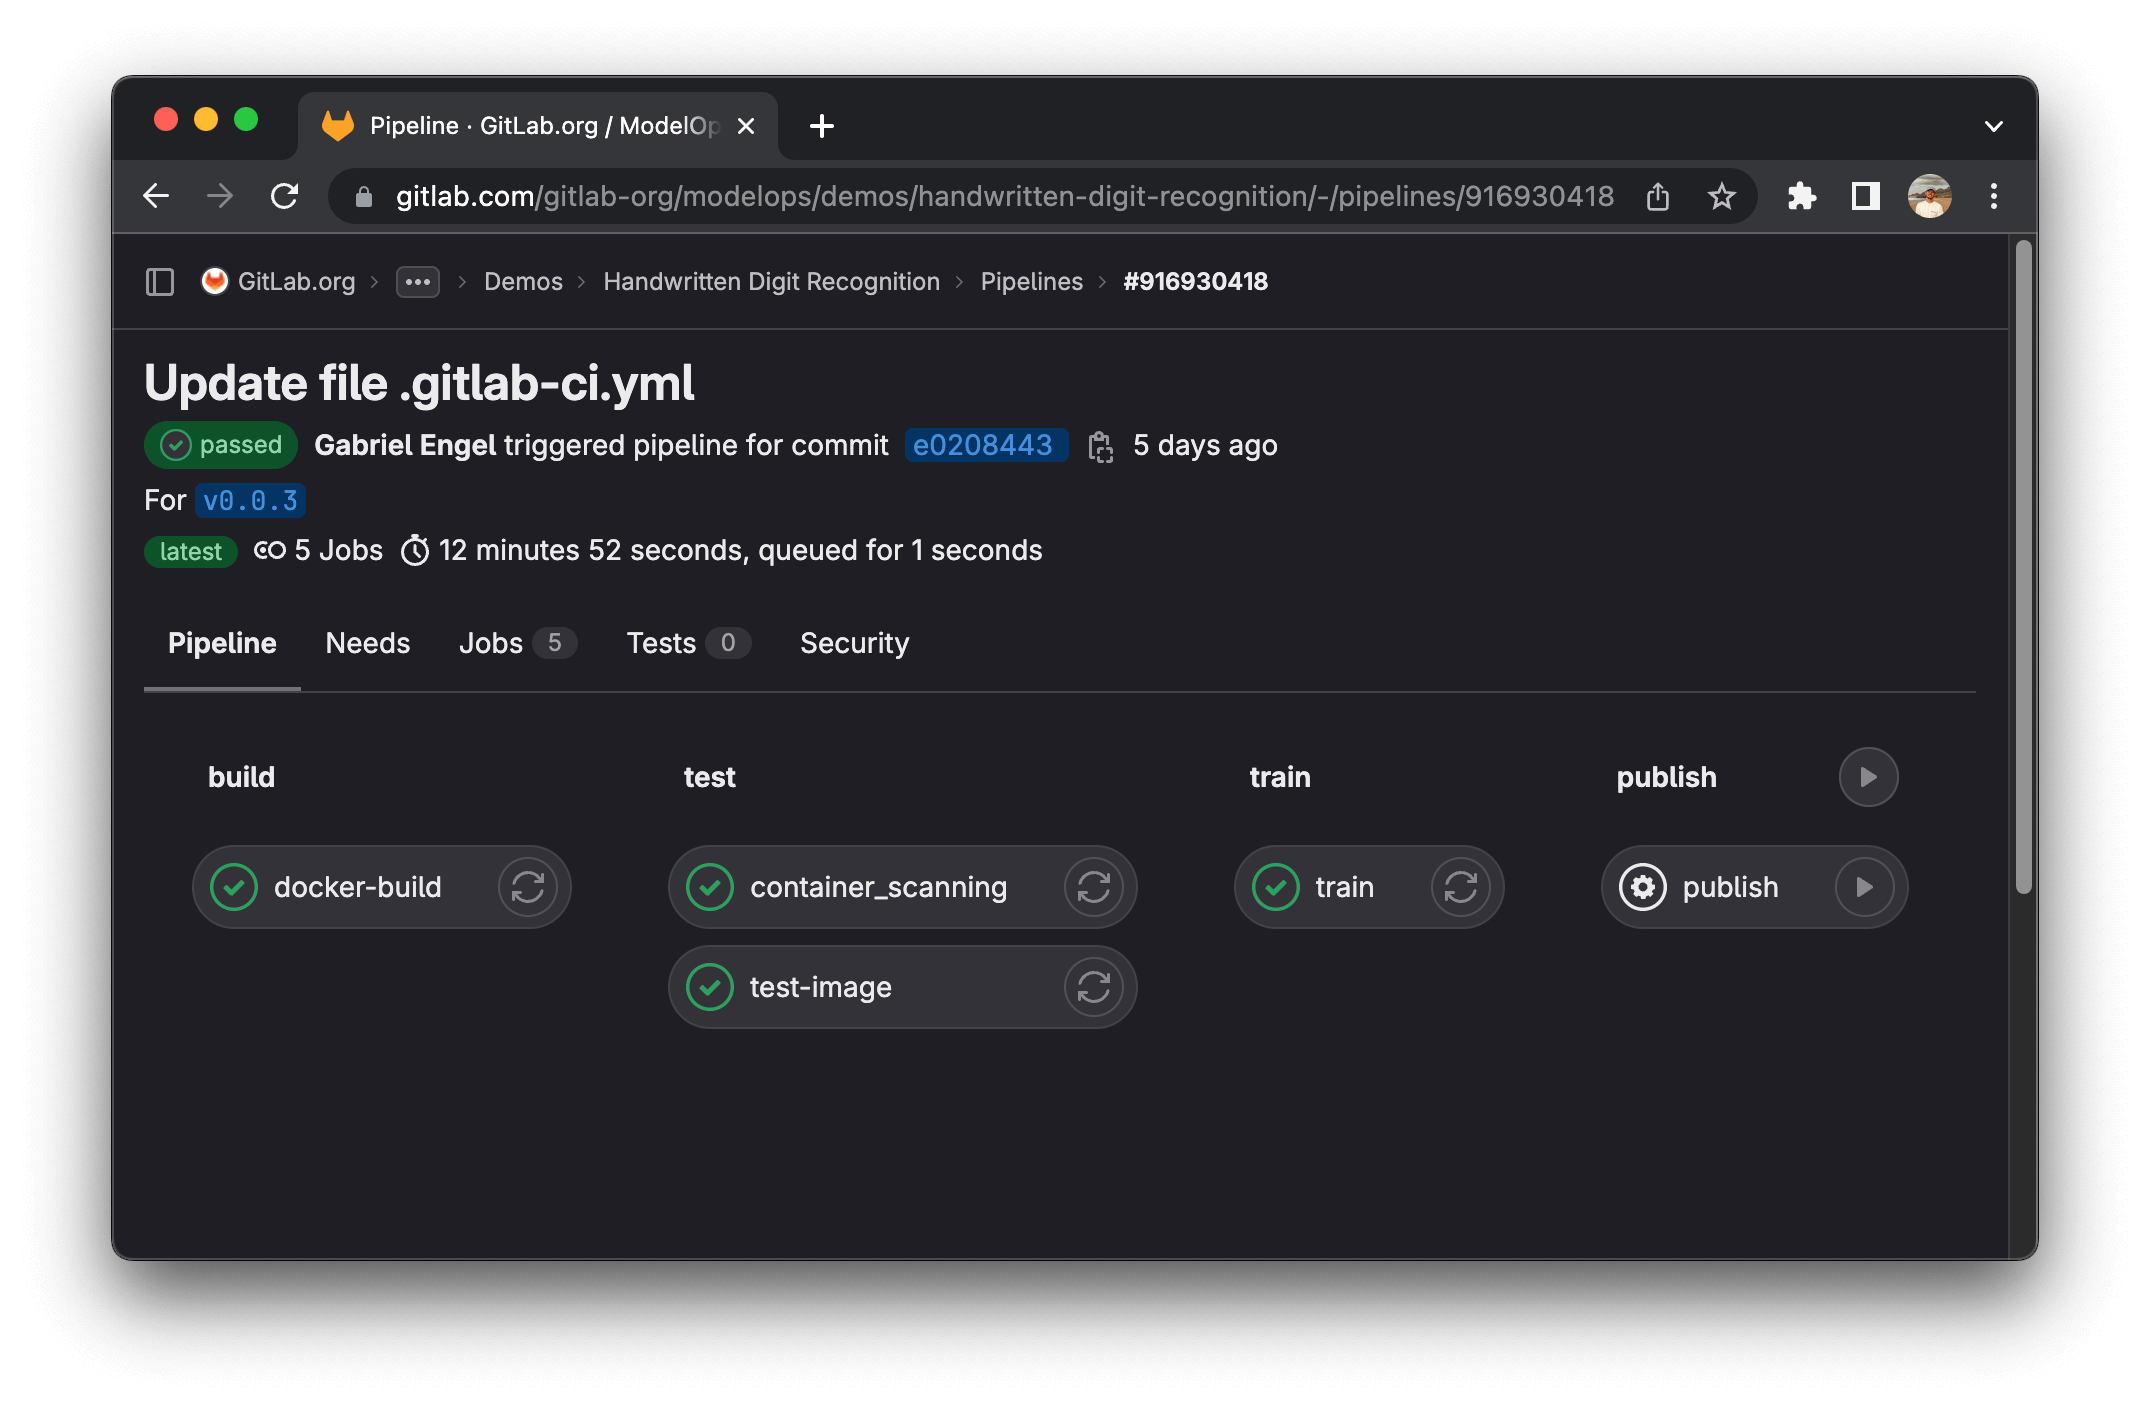 Pipeline · GitLab.org / ModelOp
gitlab.com/gitlab-org/modelops/demos/handwritten-digit-recognition/-/pipelines/916930418
GitLab.org > ··· > Demos > Handwritten Digit Recognition > Pipelines > #916930418
Update file .gitlab-ci.yml
passed Gabriel Engel triggered pipeline for commit e0208443 5 days ago
For v0.0.3
latest 5 Jobs 12 minutes 52 seconds, queued for 1 seconds
Pipeline Needs Jobs 5 Tests 0 Security
build test train publish
docker-build container_scanning train publish
test-image